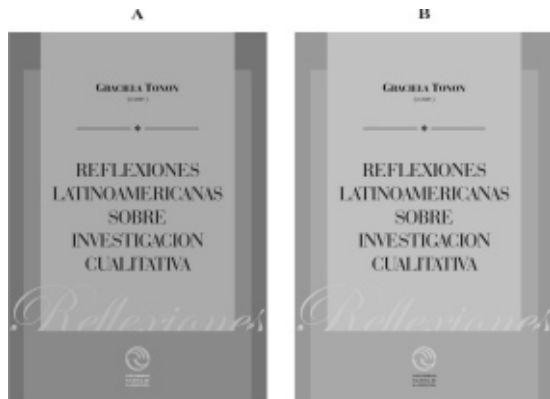 A
GRACIELA TONON
(COMP.)
REFLEXIONES
LATINOAMERICANAS
SOBRE
INVESTIGACION
CUALITATIVA
Reflexiones
B
GRACIELA TONON
(COMP.)
REFLEXIONES
LATINOAMERICANAS
SOBRE
INVESTIGACION
CUALITATIVA
Reflexiones